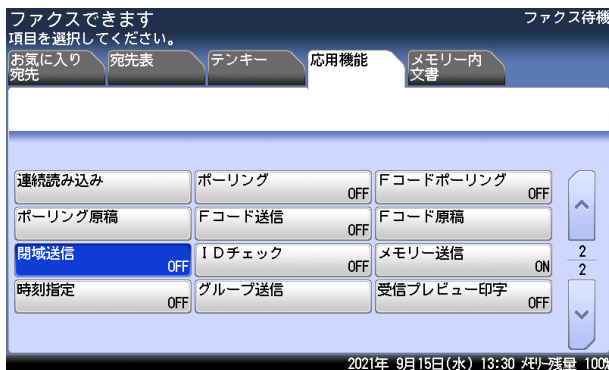 ファクスできます
ファクス待機
項目を選択してください。
お気に入り
宛先
宛先表
テンキー
応用機能
メモリー内
文書
連続読み込み
ポーリング
OFF
Fコードポーリング
OFF
ポーリング原稿
Fコード送信
OFF
Fコード原稿
閉域送信
OFF
IDチェック
OFF
メモリー送信
ON
2
2
時刻指定
OFF
グループ送信
受信プレビュー印字
OFF
2021年 9月15日(水) 13:30 メモリー残量 100%